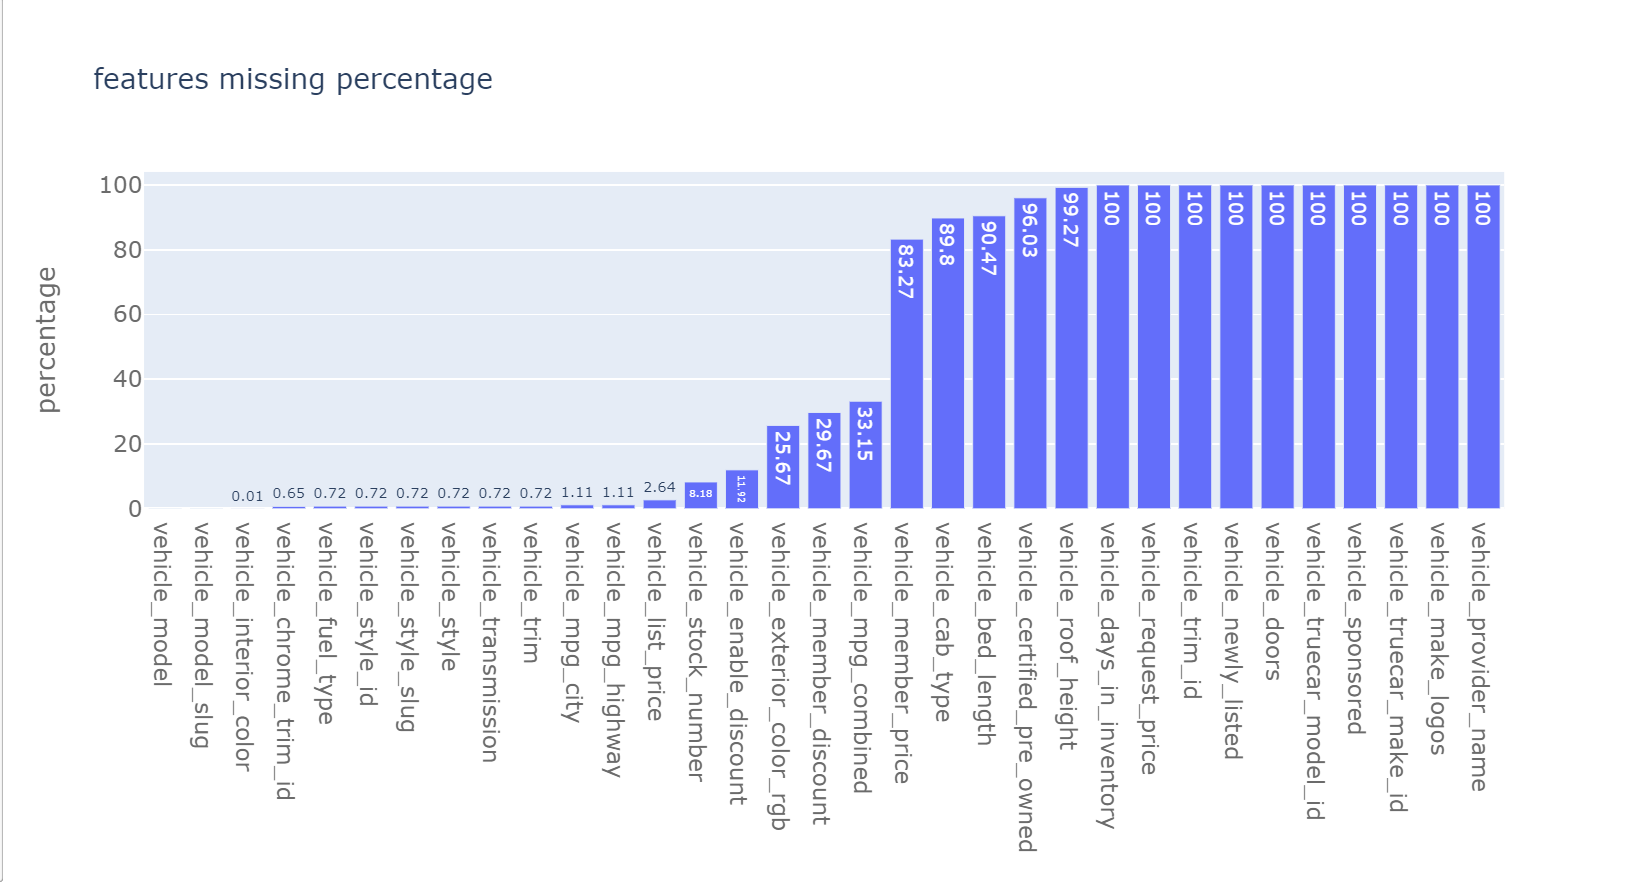 features missing percentage
percentage
100
80
60
40
20
0
0.01
0.65
0.72
0.72
0.72
0.72
0.72
0.72
1.11
1.11
2.64
8.18
11.92
25.67
29.67
33.15
83.27
89.8
90.47
96.03
99.27
100
100
100
100
100
100
100
100
100
100
vehicle_model
vehicle_model_slug
vehicle_interior_color
vehicle_chrome_trim_id
vehicle_fuel_type
vehicle_style_id
vehicle_style_slug
vehicle_style
vehicle_transmission
vehicle_trim
vehicle_mpg_city
vehicle_mpg_highway
vehicle_list_price
vehicle_stock_number
vehicle_enable_discount
vehicle_exterior_color_rgb
vehicle_member_discount
vehicle_mpg_combined
vehicle_member_price
vehicle_cab_type
vehicle_bed_length
vehicle_certified_pre_owned
vehicle_roof_height
vehicle_days_in_inventory
vehicle_request_price
vehicle_trim_id
vehicle_newly_listed
vehicle_doors
vehicle_truecar_model_id
vehicle_sponsored
vehicle_truecar_make_id
vehicle_make_logos
vehicle_provider_name